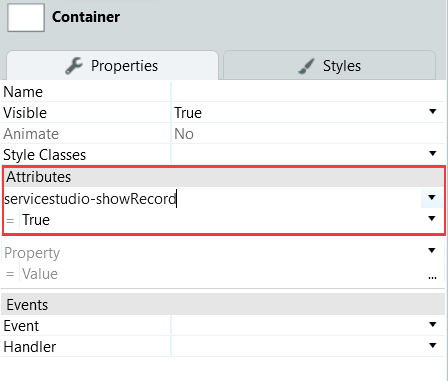 Container
Properties Styles
Name
Visible True
Animate No
Style Classes
Attributes
servicestudio-showRecord
= True
Property
= Value ...
Events
Event
Handler